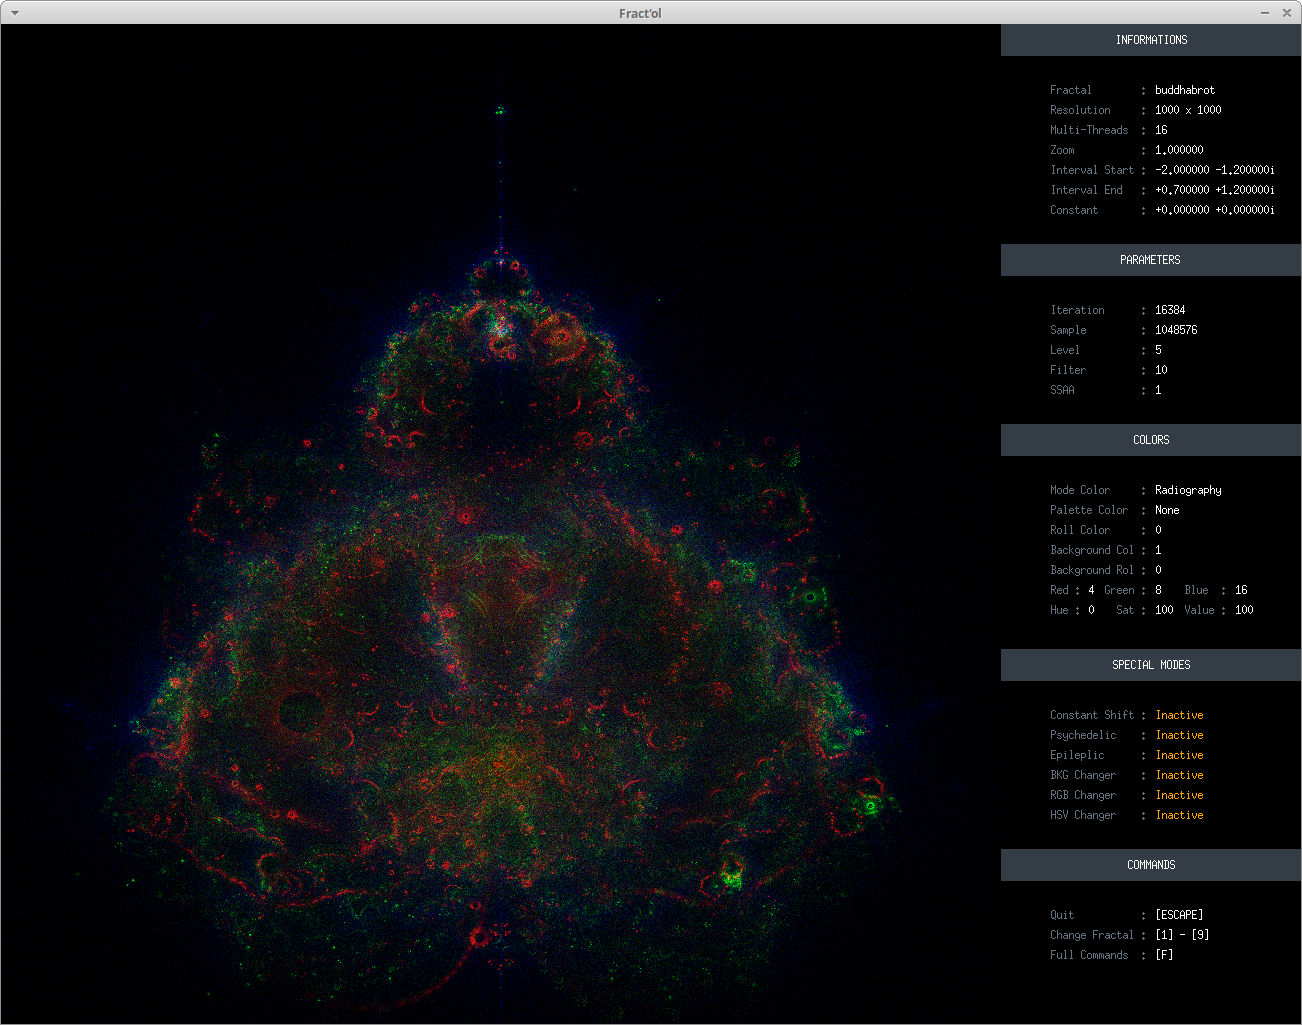 Fract'ol
INFORMATIONS
Fractal : buddhabrot
Resolution : 1000 x 1000
Multi-Threads : 16
Zoom : 1.000000
Interval Start : -2.000000 -1.200000i
Interval End : +0.700000 +1.200000i
Constant : +0.000000 +0.000000i
PARAMETERS
Iteration : 16384
Sample : 1048576
Level : 5
Filter : 10
SSAA : 1
COLORS
Mode Color : Radiography
Palette Color : None
Roll Color : 0
Background Col : 1
Background Rol : 0
Red : 4 Green : 8 Blue : 16
Hue : 0 Sat : 100 Value : 100
SPECIAL MODES
Constant Shift : Inactive
Psychedelic : Inactive
Epileplic : Inactive
BKG Changer : Inactive
RGB Changer : Inactive
HSV Changer : Inactive
COMMANDS
Quit : [ESCAPE]
Change Fractal : [1] - [9]
Full Commands : [F]